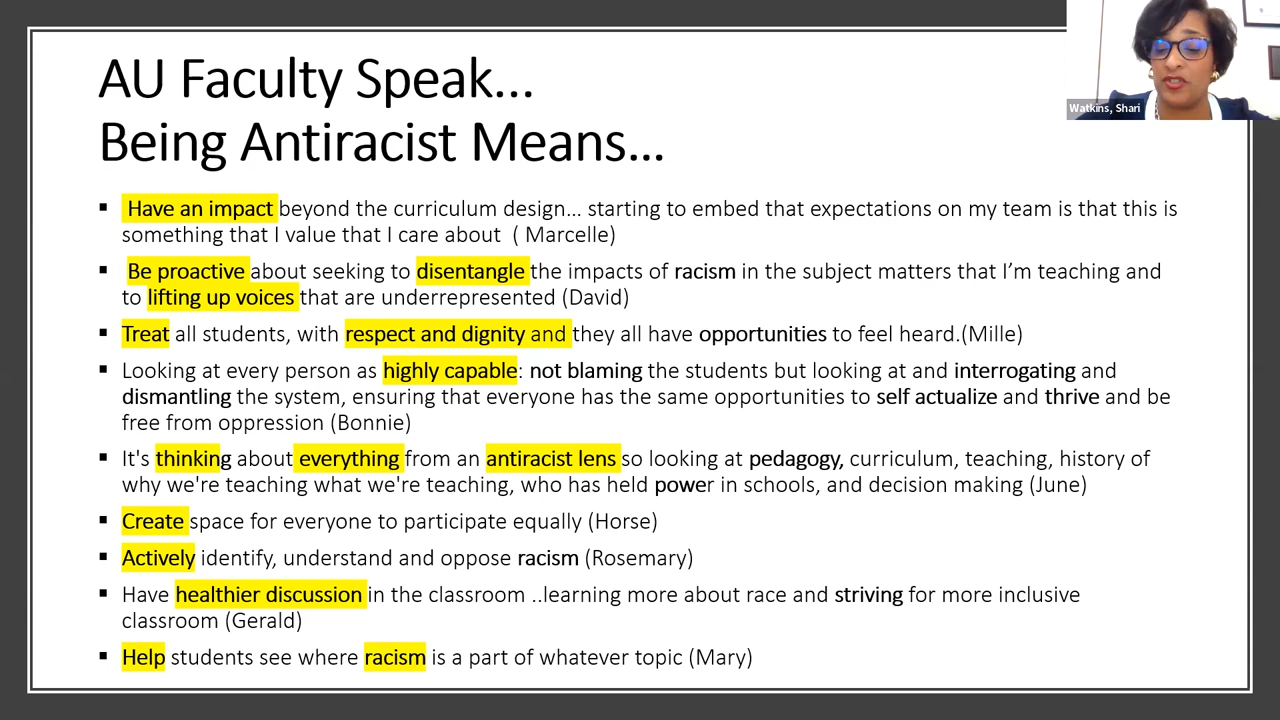 AU Faculty Speak...
Being Antiracist Means...
Watkins, Shari
▪ Have an impact beyond the curriculum design... starting to embed that expectations on my team is that this is
something that I value that I care about ( Marcelle)
▪ Be proactive about seeking to disentangle the impacts of racism in the subject matters that I'm teaching and
to lifting up voices that are underrepresented (David)
▪ Treat all students, with respect and dignity and they all have opportunities to feel heard.(Mille)
▪ Looking at every person as highly capable: not blaming the students but looking at and interrogating and
dismantling the system, ensuring that everyone has the same opportunities to self actualize and thrive and be
free from oppression (Bonnie)
▪ It's thinking about everything from an antiracist lens so looking at pedagogy, curriculum, teaching, history of
why we're teaching what we're teaching, who has held power in schools, and decision making (June)
▪ Create space for everyone to participate equally (Horse)
▪ Actively identify, understand and oppose racism (Rosemary)
▪ Have healthier discussion in the classroom ..learning more about race and striving for more inclusive
classroom (Gerald)
▪ Help students see where racism is a part of whatever topic (Mary)